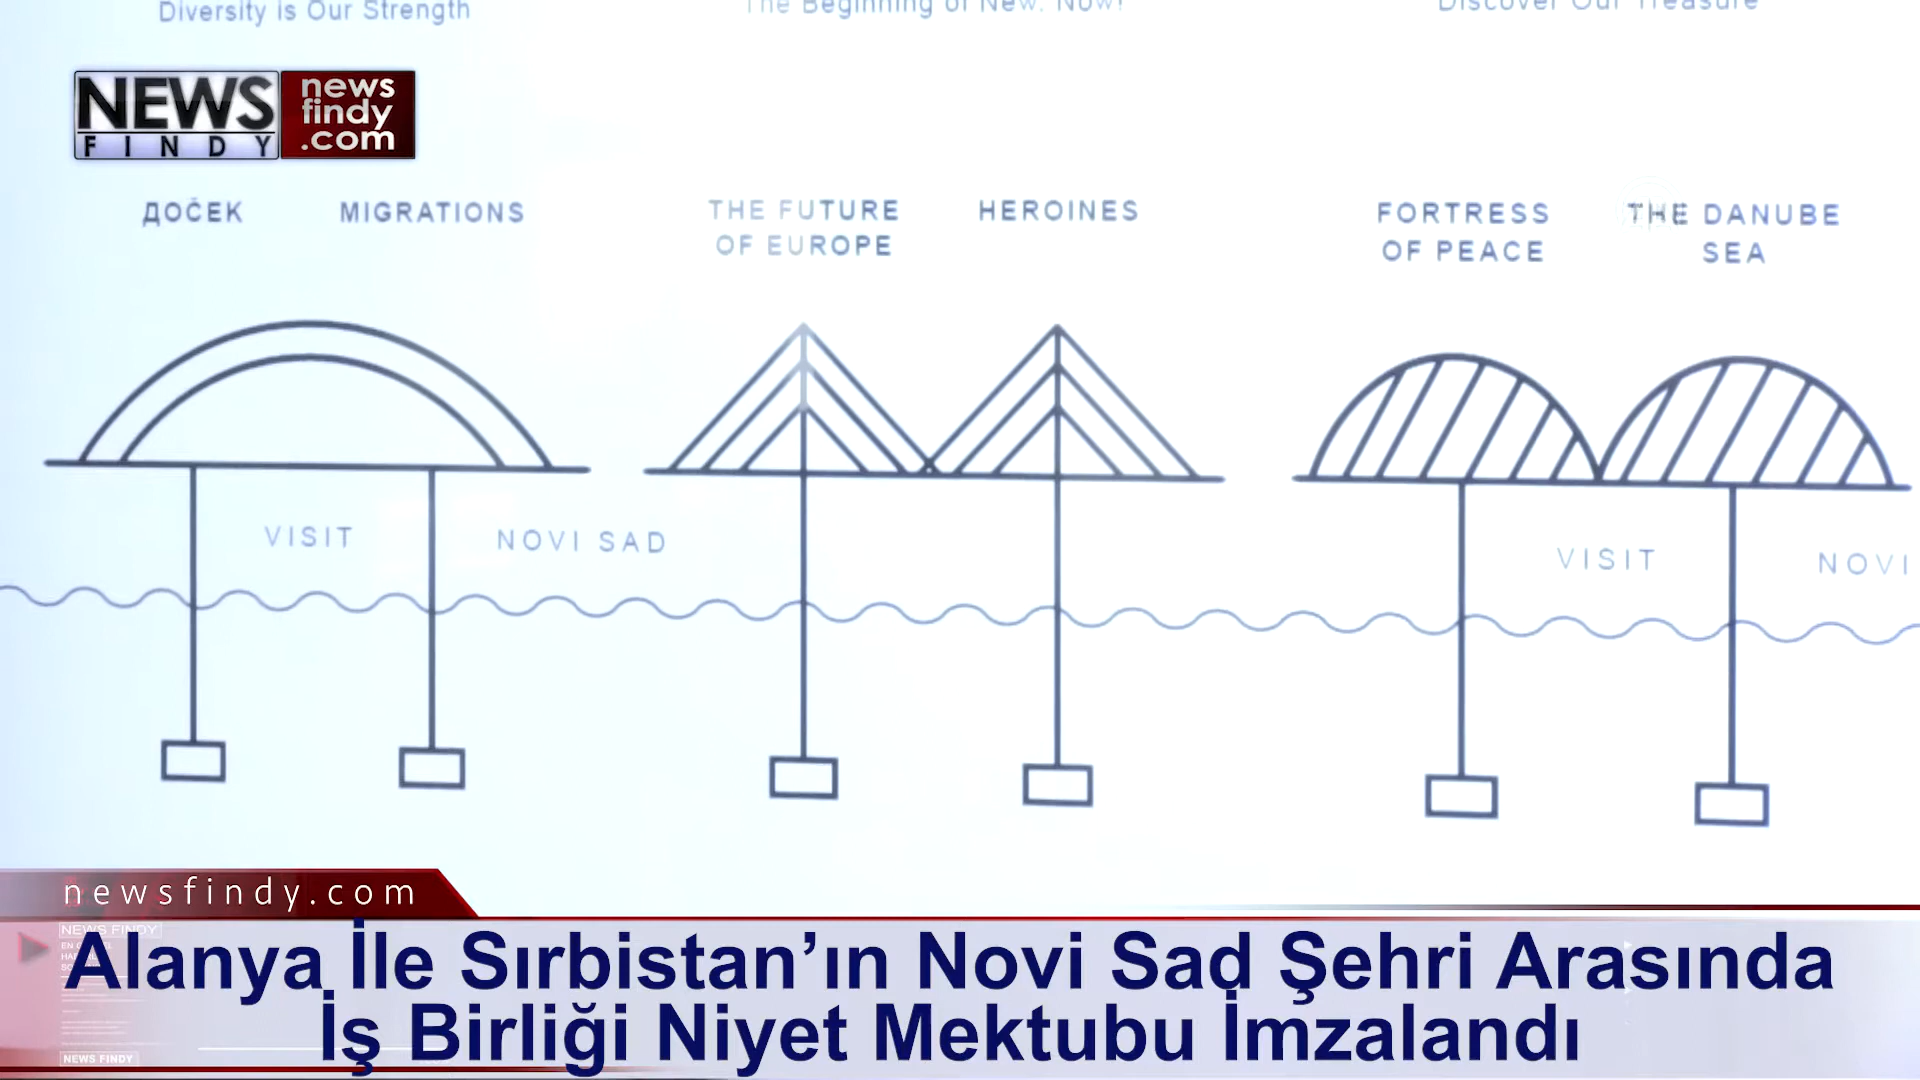 Diversity is Our Strength
The Beginning of New. Now!
Discover Our Treasure
NEWS
FINDY
news
findy
.com
ДОČEK
MIGRATIONS
THE FUTURE
OF EUROPE
HEROINES
FORTRESS
OF PEACE
THE DANUBE
SEA
VISIT
NOVI SAD
VISIT
NOVI
newsfindy.com
NEWS FINDY
Alanya İle Sırbistan’ın Novi Sad Şehri Arasında
İş Birliği Niyet Mektubu İmzalandı
NEWS FINDY